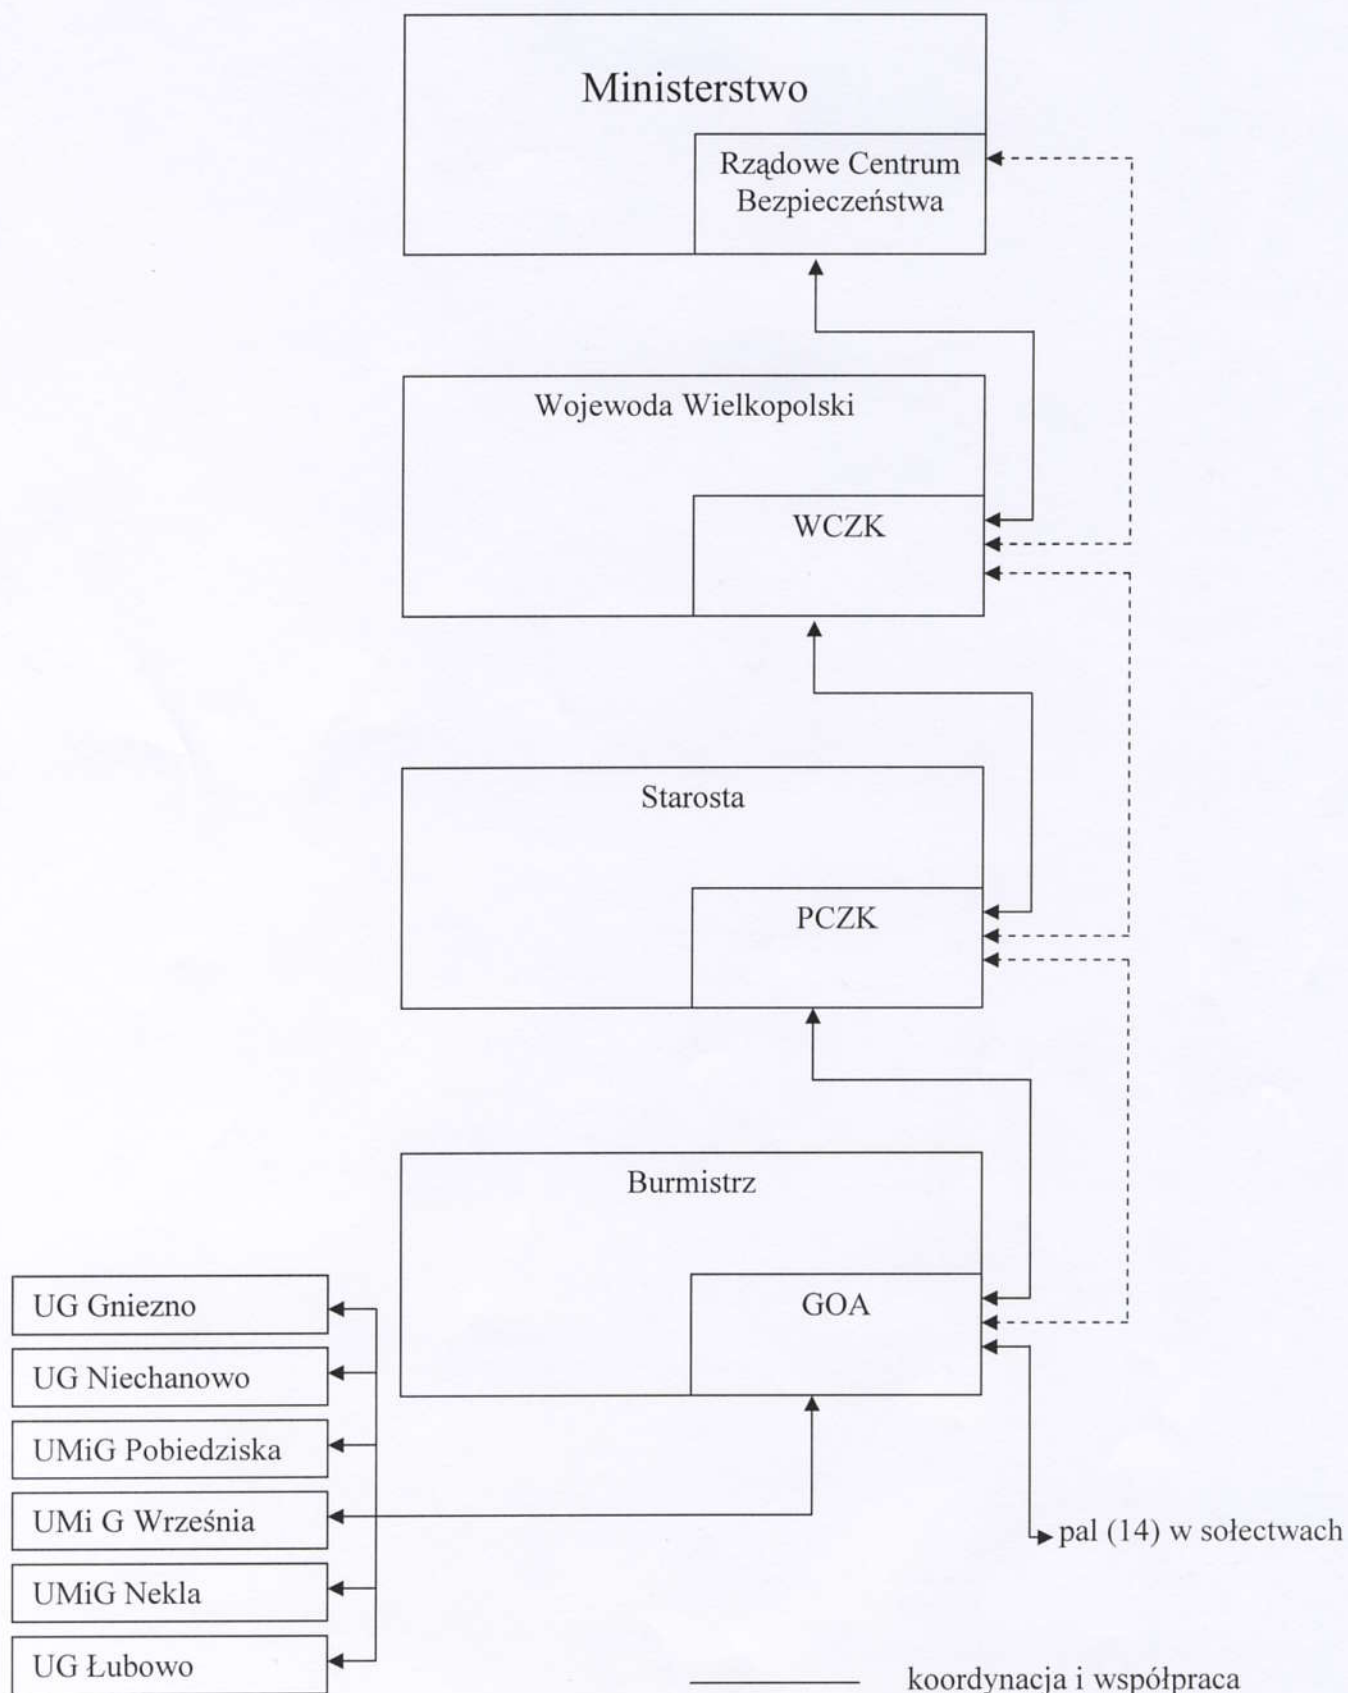 Ministerstwo
Rządowe Centrum
Bezpieczeństwa
Wojewoda Wielkopolski
WCZK
Starosta
PCZK
Burmistrz
GOA
UG Gniezno
UG Niechanowo
UMiG Pobiedziska
UMi G Września
UMiG Nekla
UG Łubowo
pal (14) w sołectwach
koordynacja i współpraca